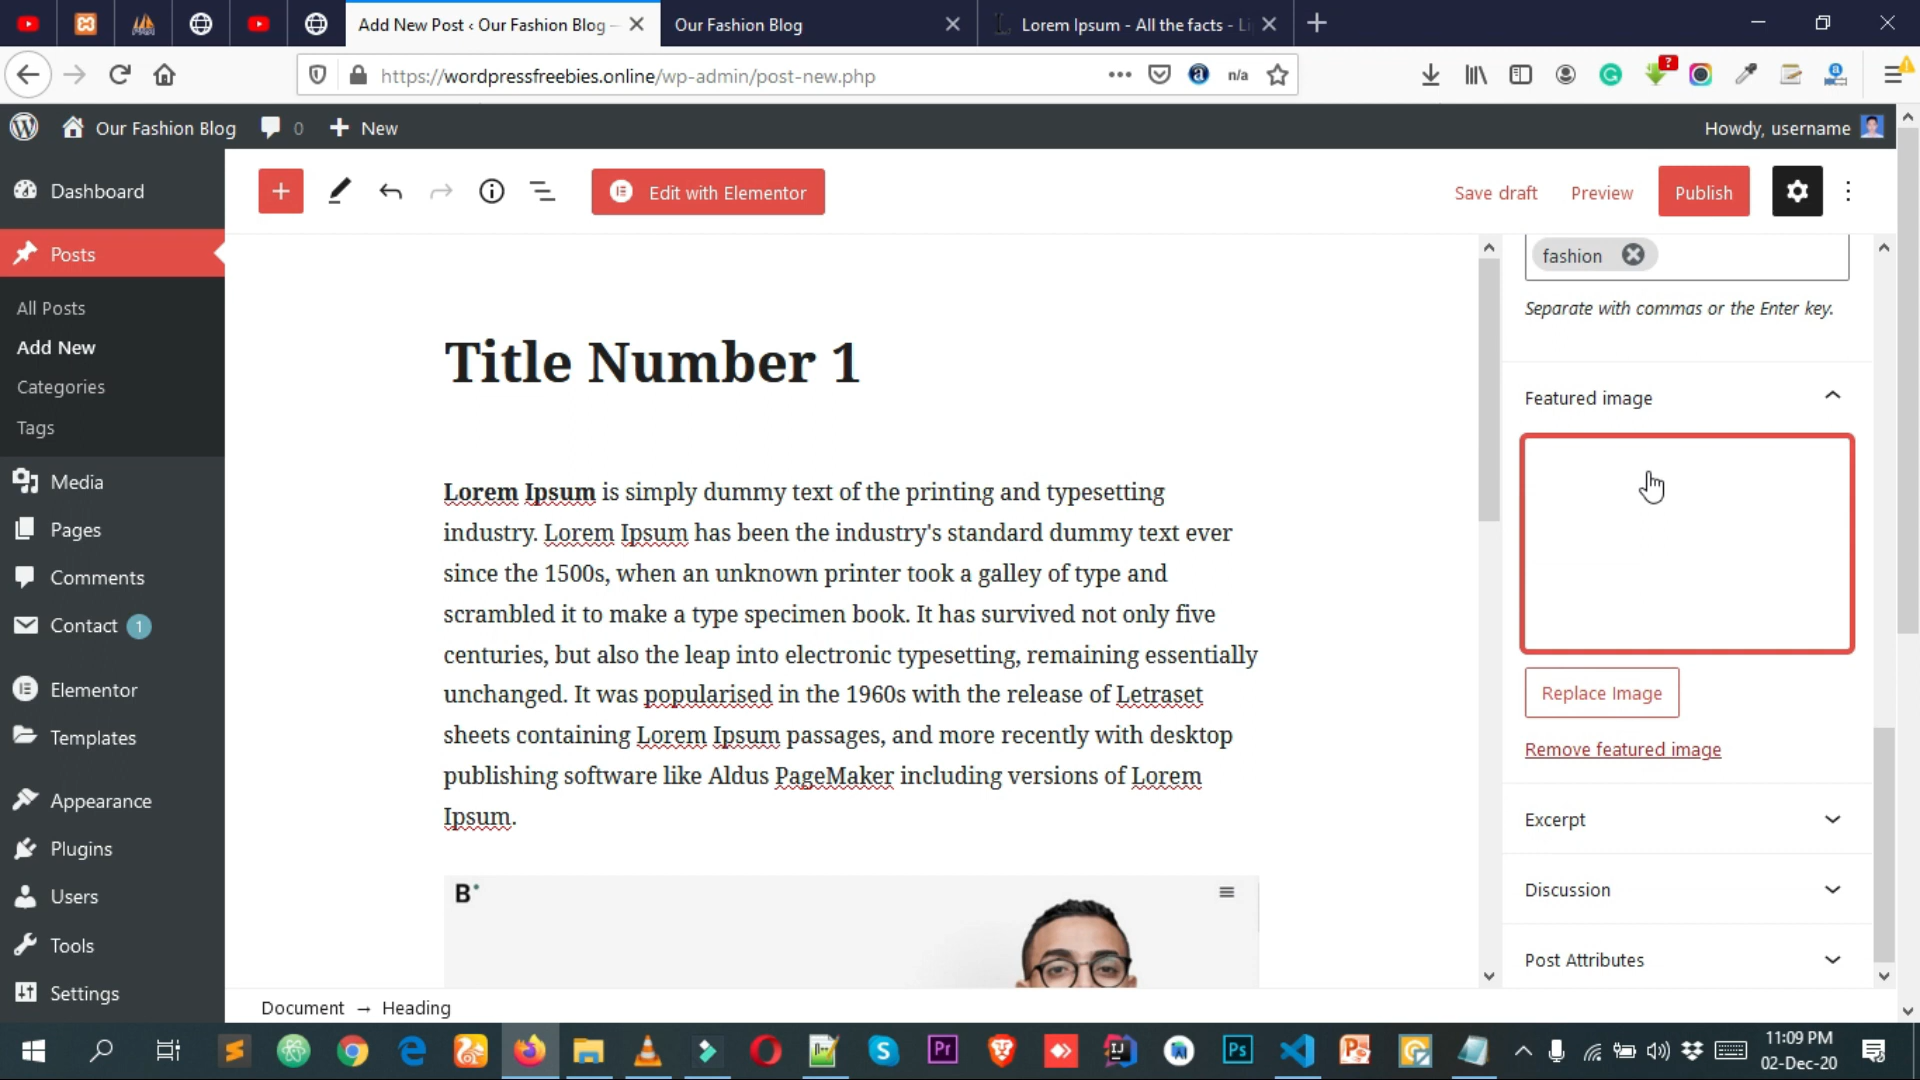 Add New Post ‹ Our Fashion Blog —
Our Fashion Blog
Lorem Ipsum - All the facts - Li
https://wordpressfreebies.online/wp-admin/post-new.php
n/a
?
Our Fashion Blog
0
New
Howdy, username
Dashboard
Posts
All Posts
Add New
Categories
Tags
Media
Pages
Comments
Contact 1
Elementor
Templates
Appearance
Plugins
Users
Tools
Settings
Edit with Elementor
Save draft
Preview
Publish
Title Number 1
Lorem Ipsum is simply dummy text of the printing and typesetting
industry. Lorem Ipsum has been the industry's standard dummy text ever
since the 1500s, when an unknown printer took a galley of type and
scrambled it to make a type specimen book. It has survived not only five
centuries, but also the leap into electronic typesetting, remaining essentially
unchanged. It was popularised in the 1960s with the release of Letraset
sheets containing Lorem Ipsum passages, and more recently with desktop
publishing software like Aldus PageMaker including versions of Lorem
Ipsum.
B
fashion
Separate with commas or the Enter key.
Featured image
Replace Image
Remove featured image
Excerpt
Discussion
Post Attributes
Document → Heading
Pr
Ps
11:09 PM
02-Dec-20